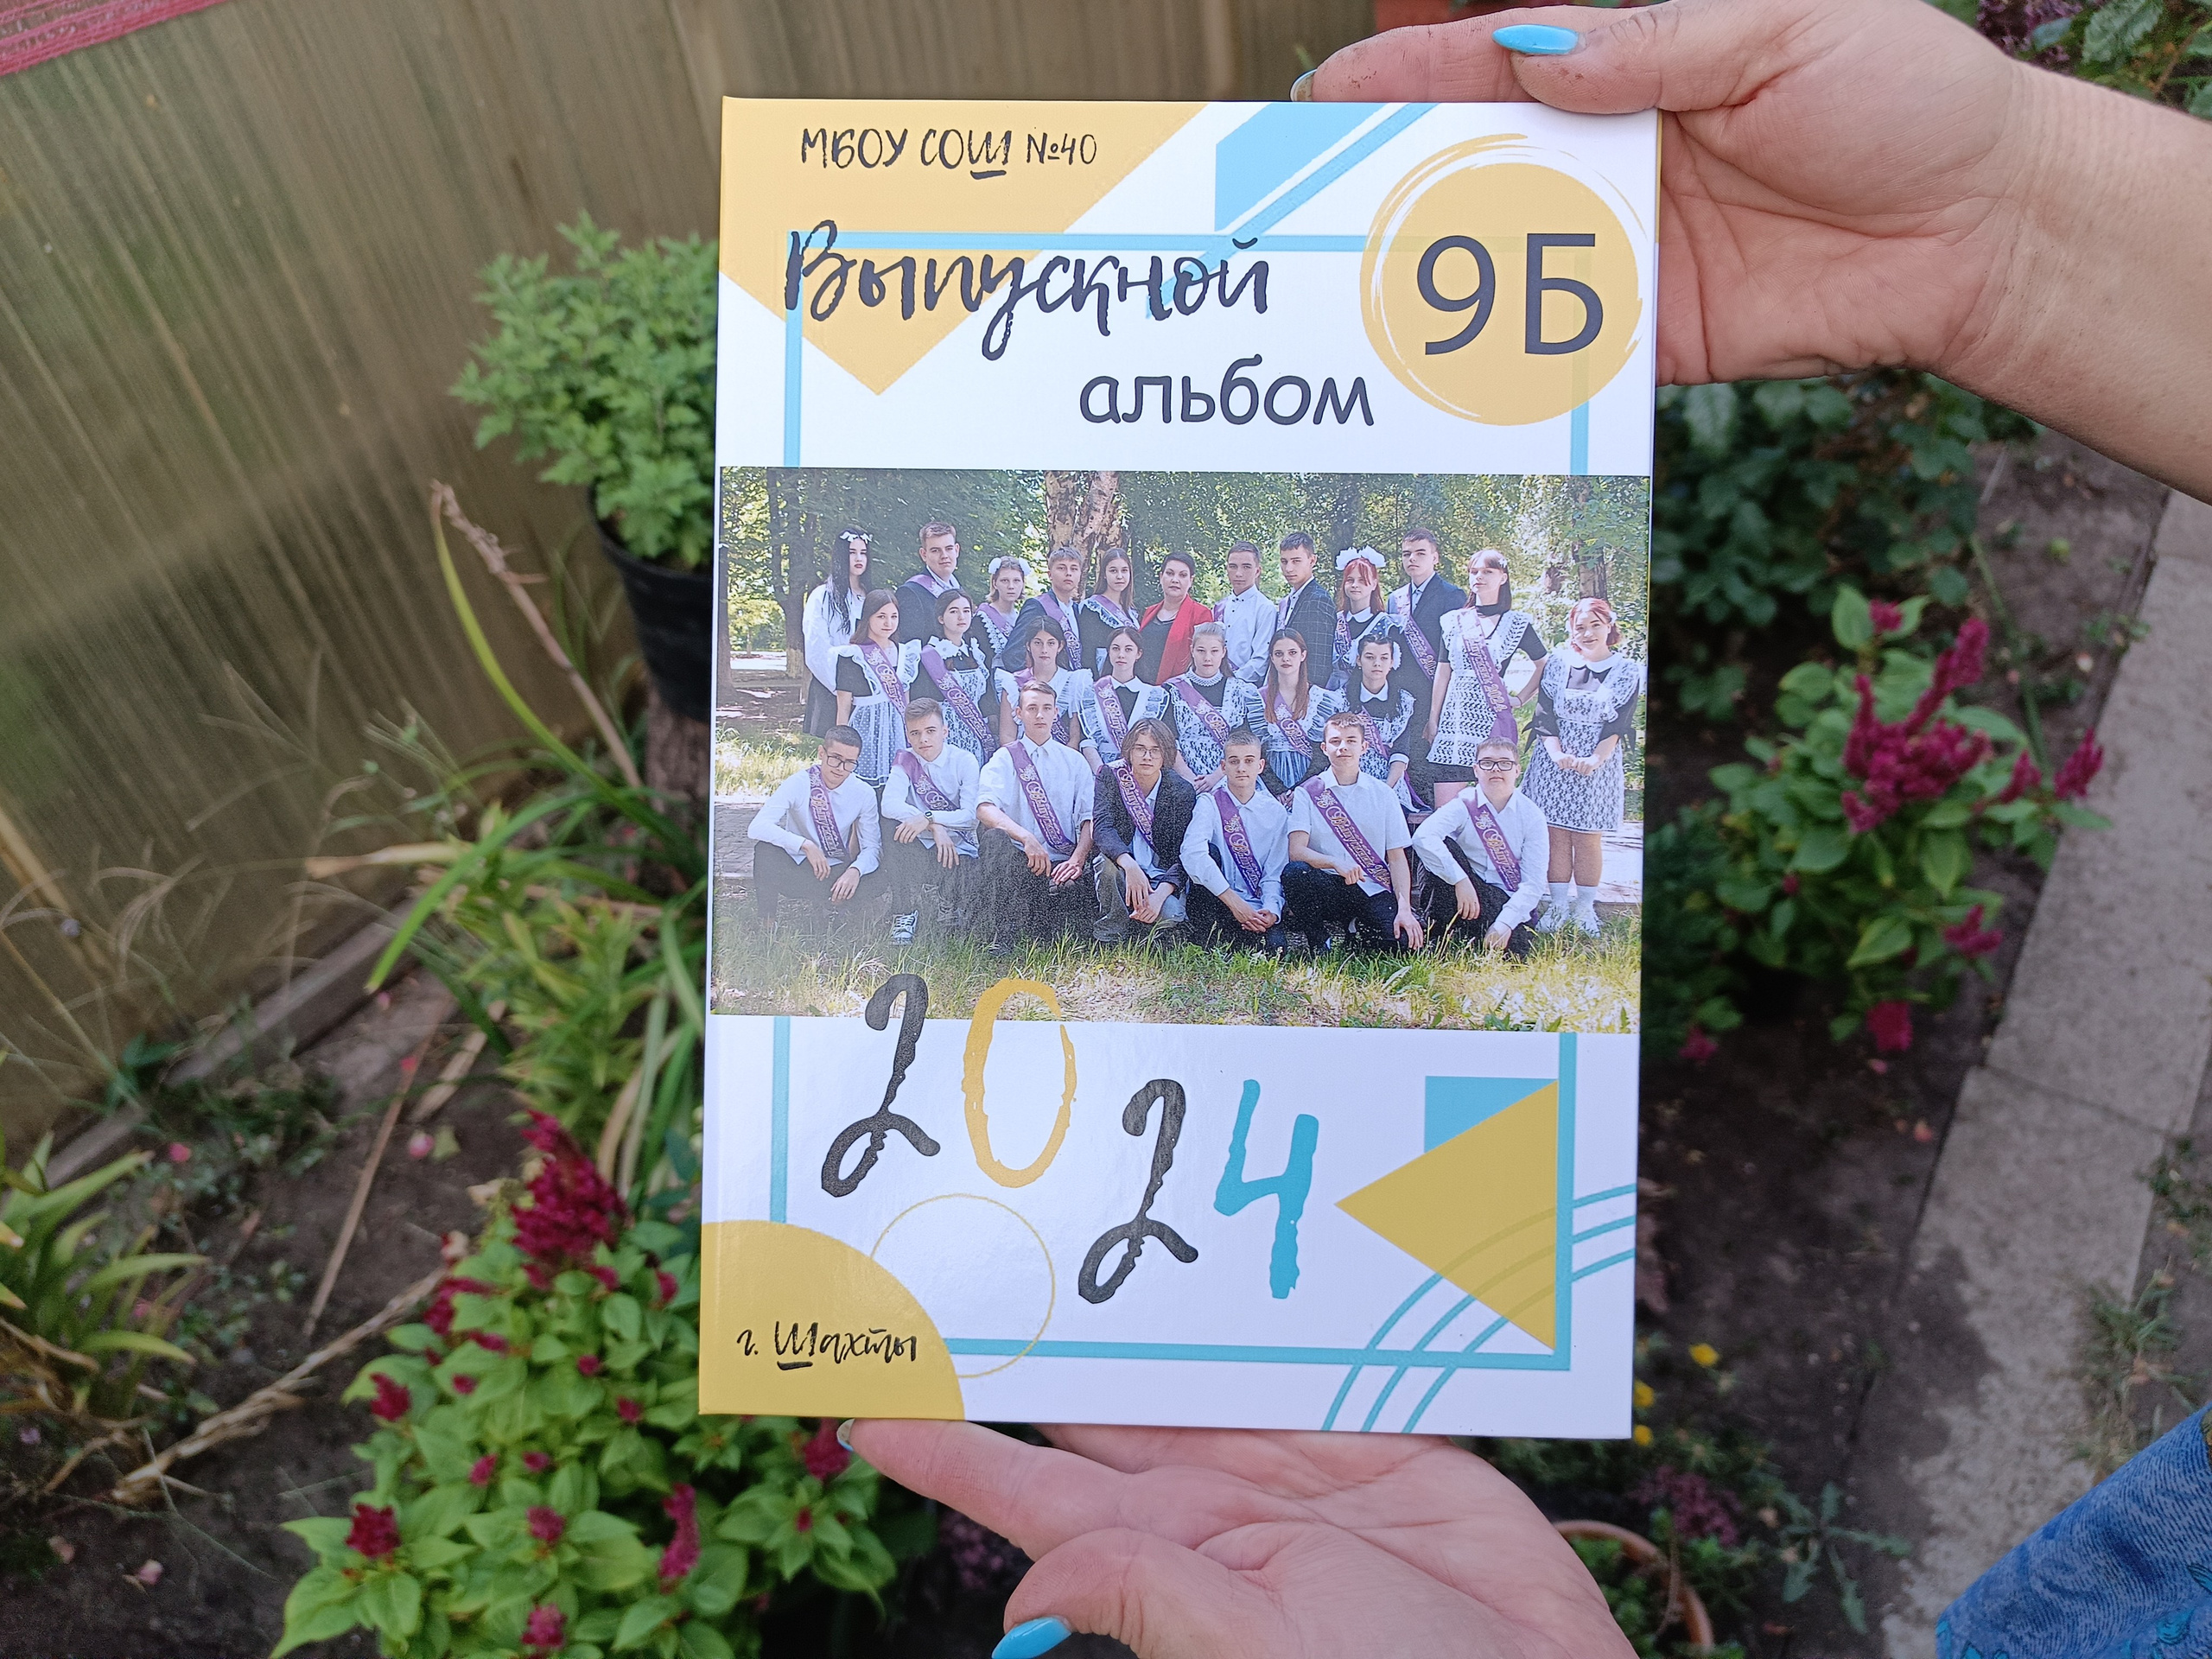 МБОУ СОШ №40
Выпускной
альбом
9Б
2024
г. Шахты